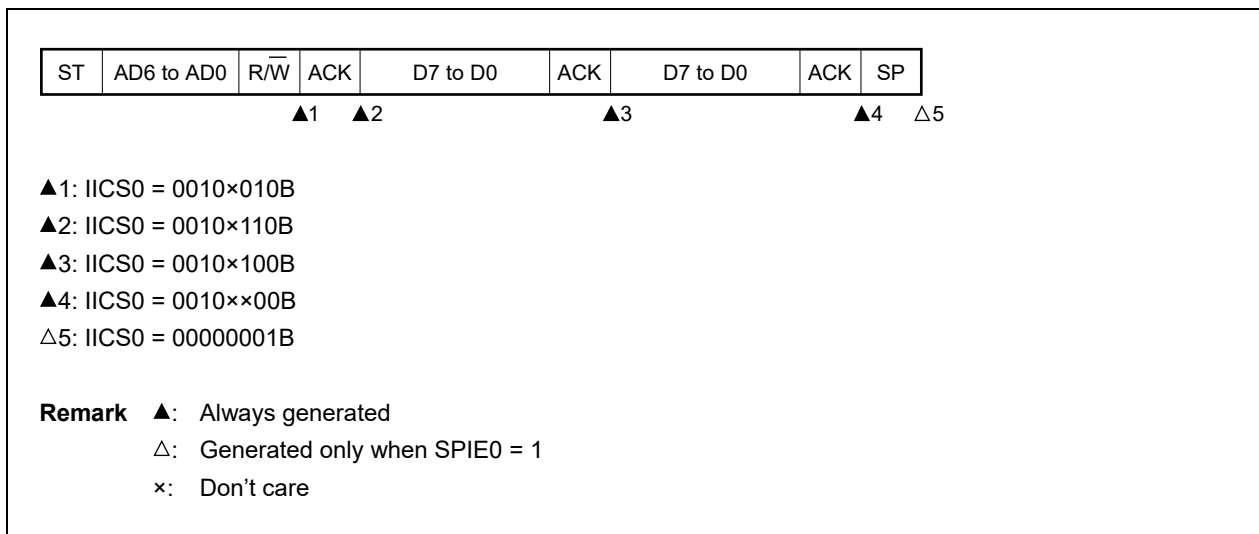 ST AD6 to AD0 R/W̅ ACK D7 to D0 ACK D7 to D0 ACK SP
▲1 ▲2 ▲3 ▲4 △5
▲1: IICS0 = 0010×010B
▲2: IICS0 = 0010×110B
▲3: IICS0 = 0010×100B
▲4: IICS0 = 0010××00B
△5: IICS0 = 00000001B
Remark ▲: Always generated
△: Generated only when SPIE0 = 1
×: Don't care